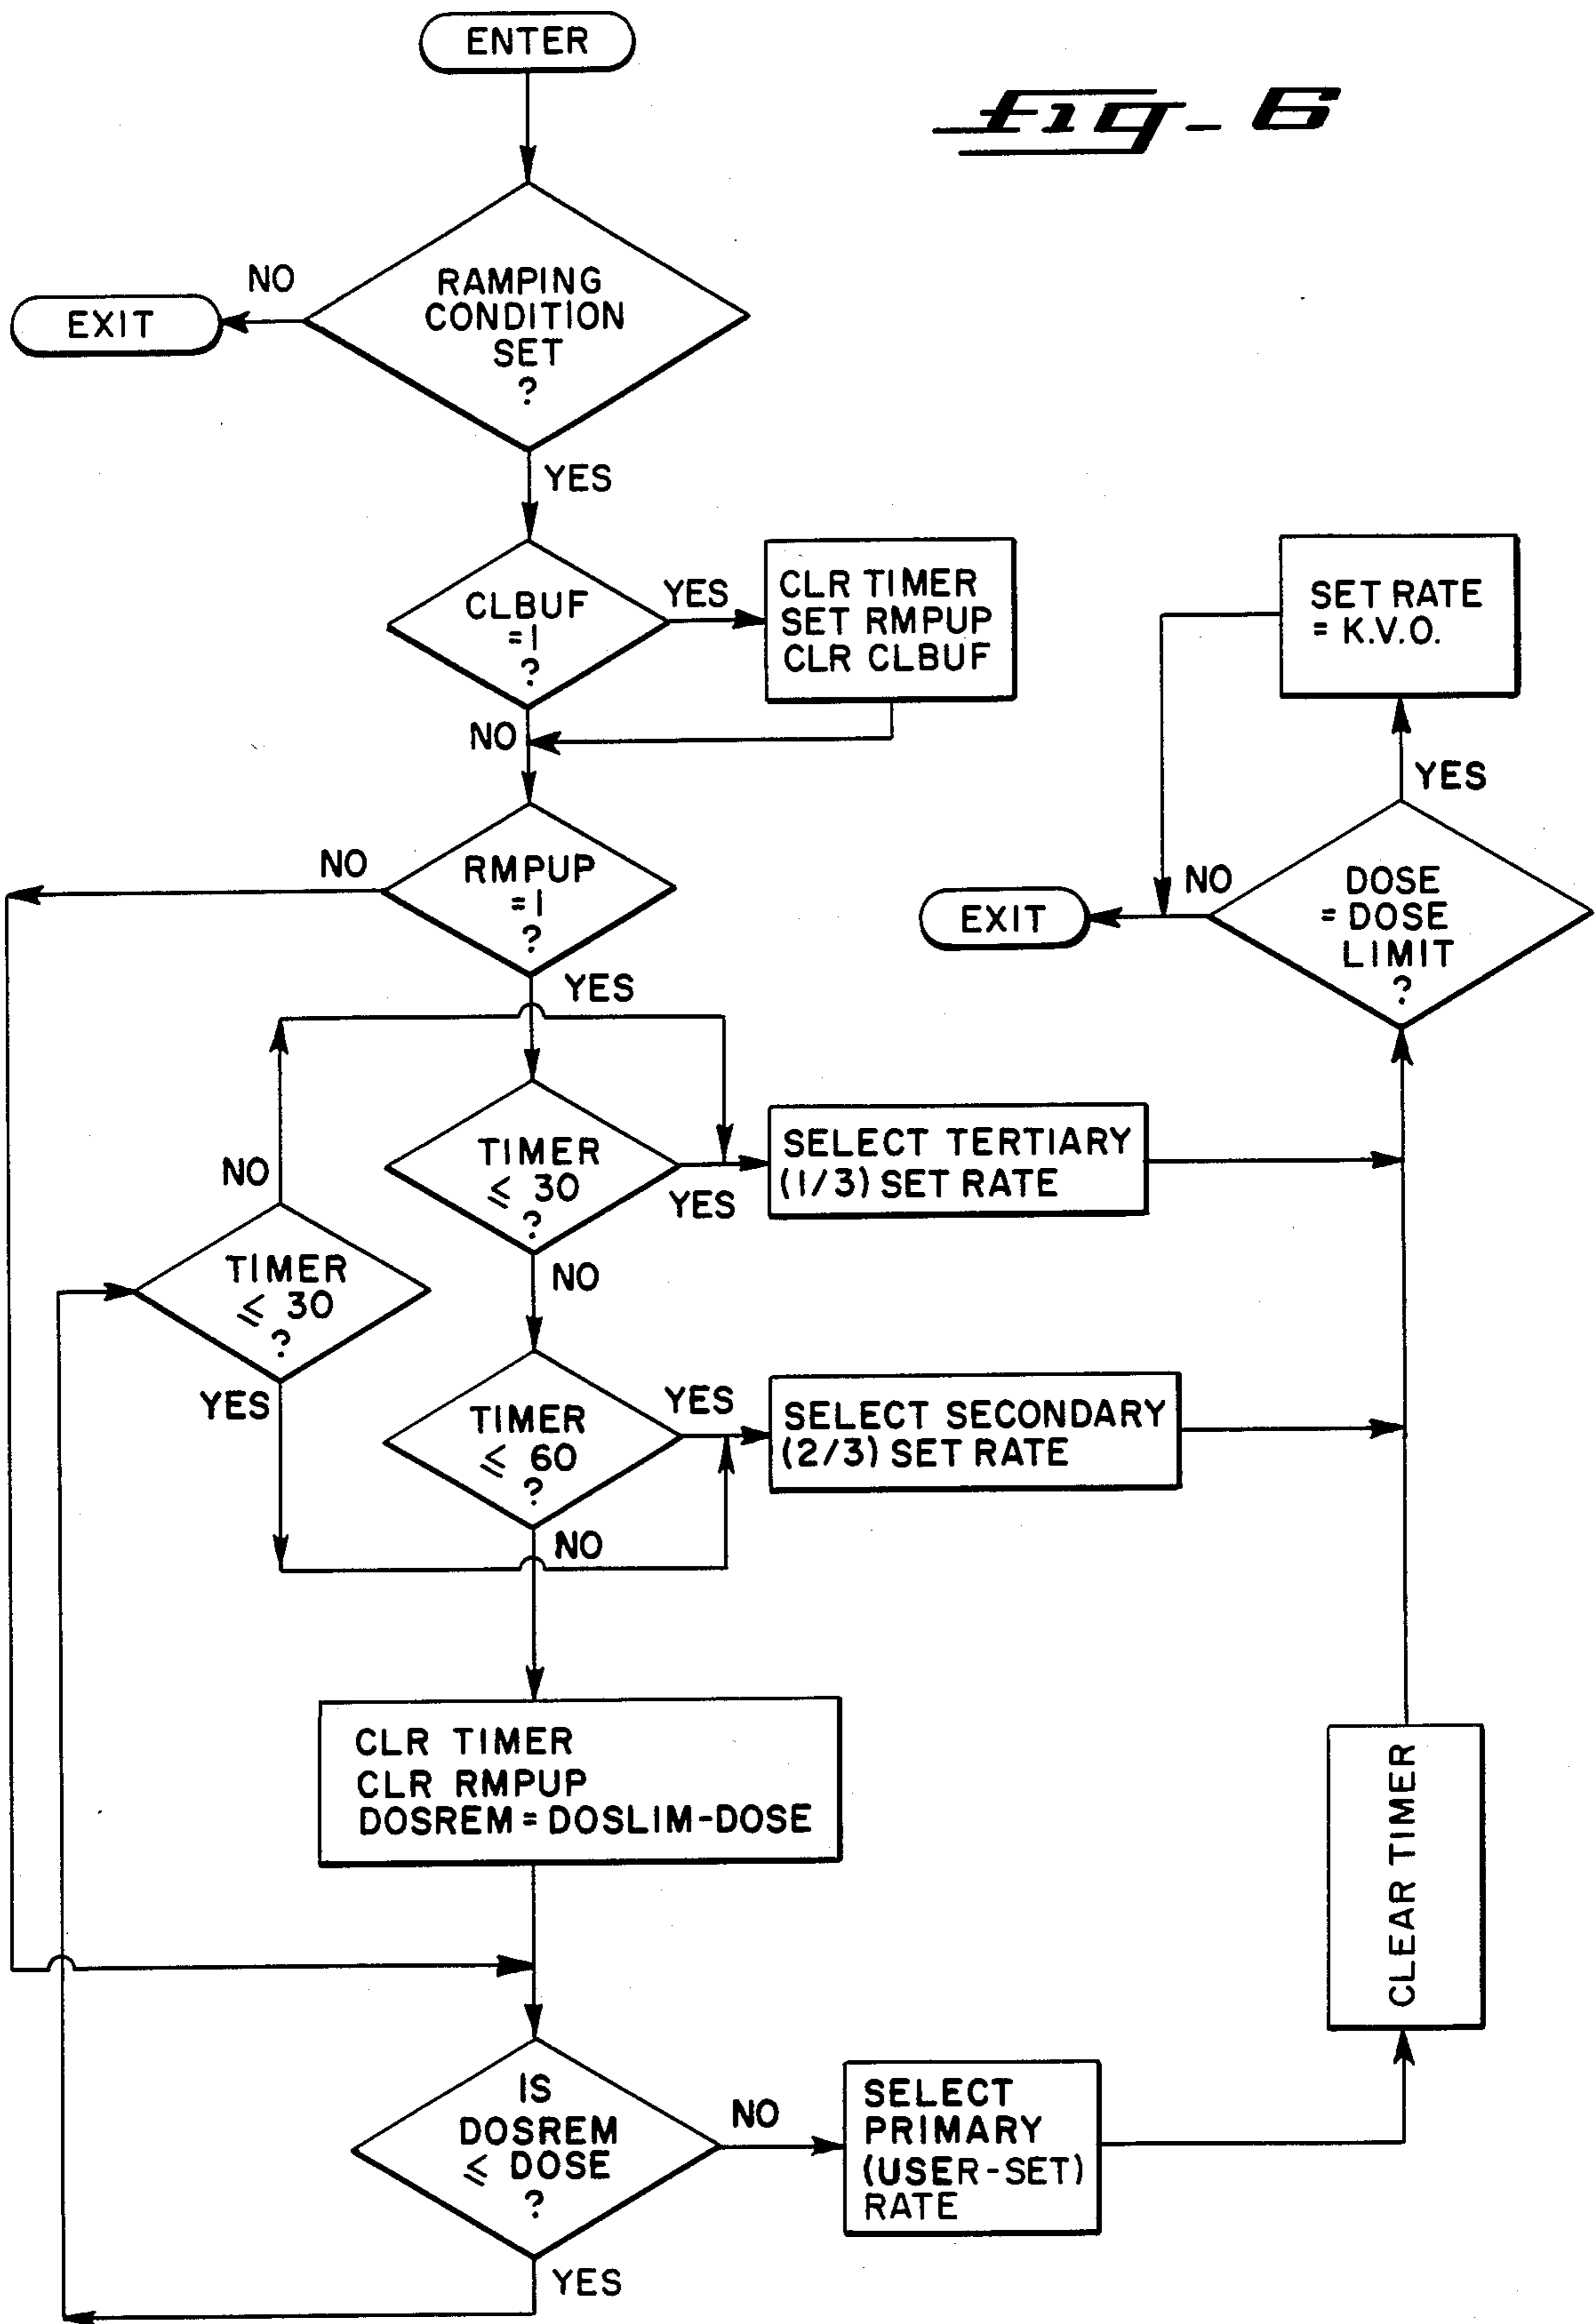 ENTER
fig-6
RAMPING
CONDITION
SET
?
NO
EXIT
YES
CLBUF
=1
?
YES
CLR TIMER
SET RMPUP
CLR CLBUF
NO
SET RATE
= K.V.O.
YES
RMPUP
=1
?
NO
YES
DOSE
= DOSE
LIMIT
?
NO
EXIT
TIMER
≤ 30
?
YES
SELECT TERTIARY
(1/3) SET RATE
NO
NO
TIMER
≤ 30
?
YES
TIMER
≤ 60
?
YES
SELECT SECONDARY
(2/3) SET RATE
NO
CLR TIMER
CLR RMPUP
DOSREM = DOSLIM-DOSE
CLEAR TIMER
IS
DOSREM
≤ DOSE
?
NO
SELECT
PRIMARY
(USER-SET)
RATE
YES